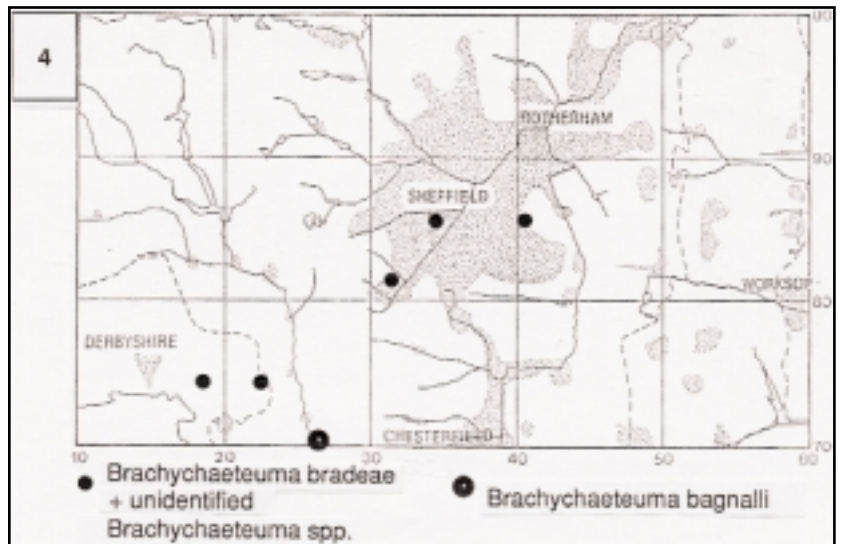 4
00
ROTHERHAM
90
SHEFFIELD
WORKSOP
80
DERBYSHIRE
CHESTERFIELD
70
10 20 30 40 50 60
Brachychaeteuma bradeae
+ unidentified
Brachychaeteuma spp.
Brachychaeteuma bagnalli